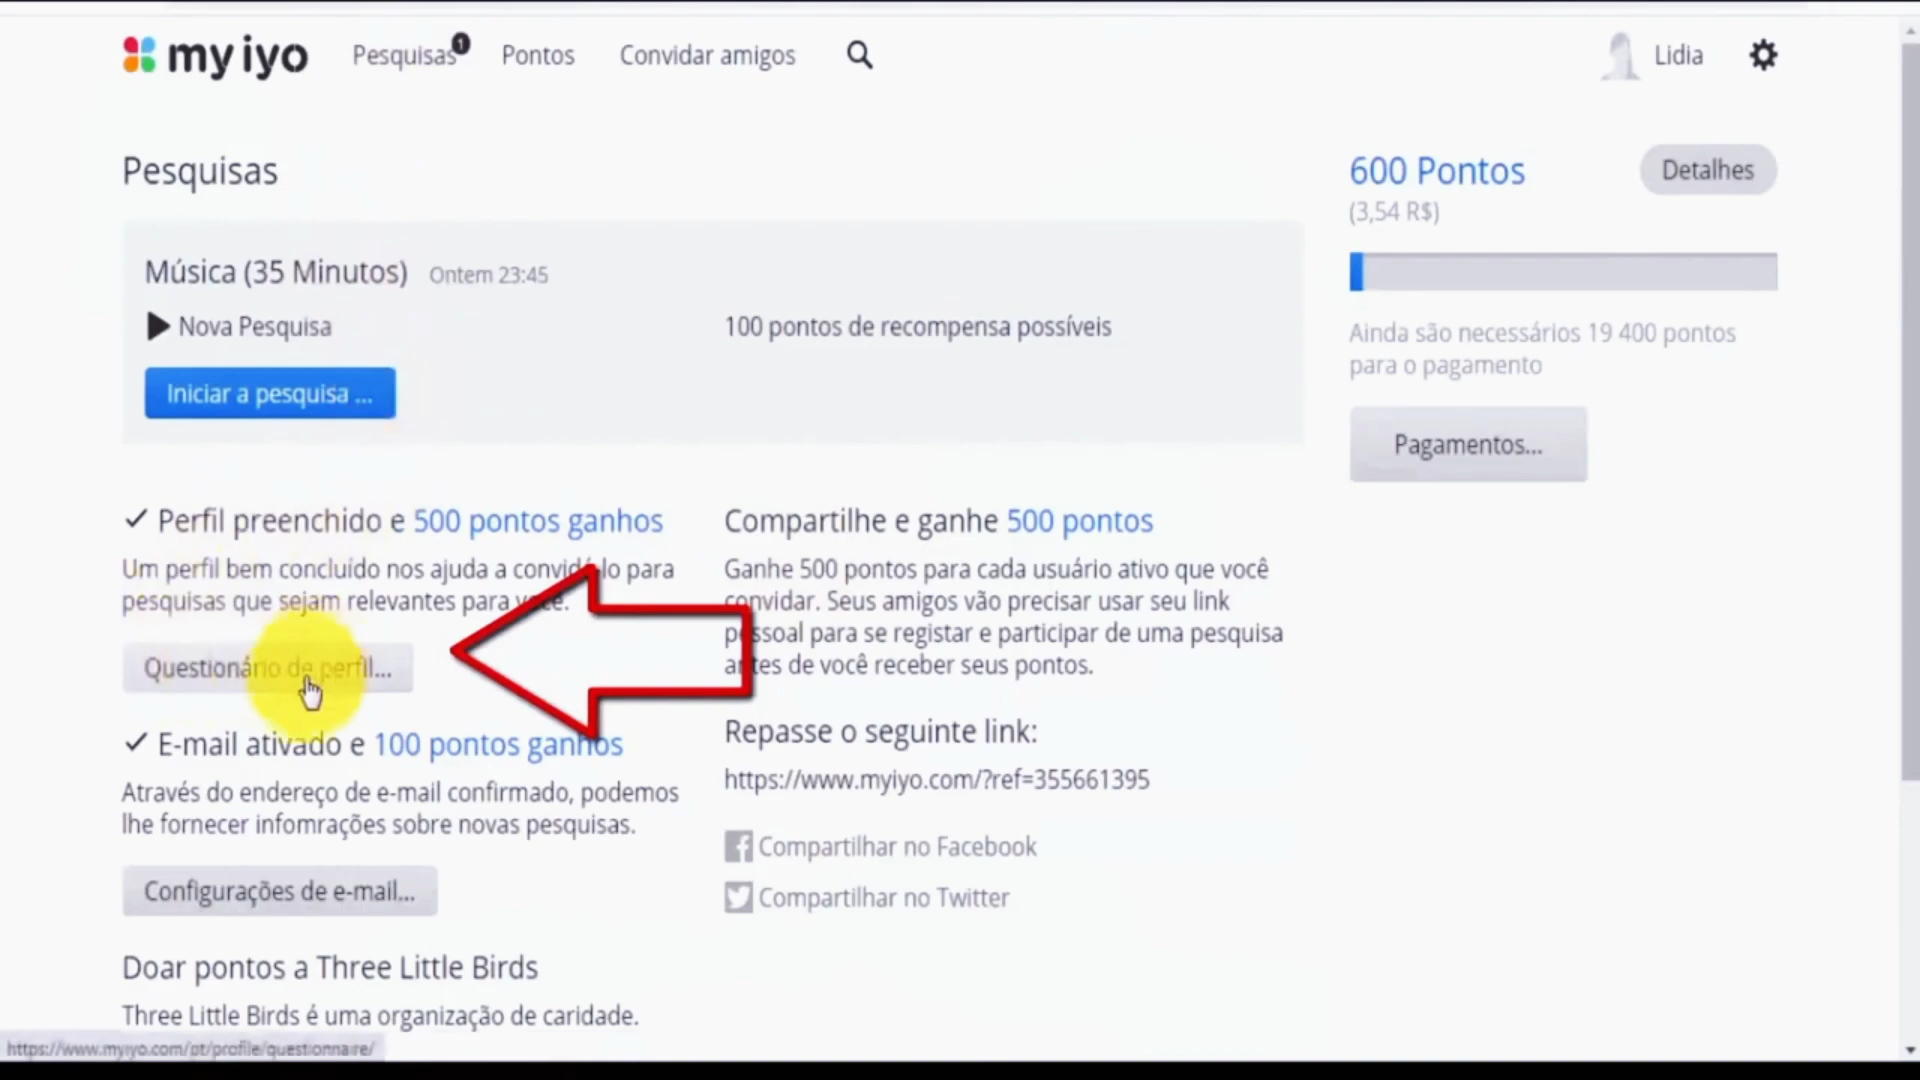 my iyo Pesquisas 1 Pontos Convidar amigos Lidia
Pesquisas
600 Pontos Detalhes
(3,54 R$)
Música (35 Minutos) Ontem 23:45
Nova Pesquisa 100 pontos de recompensa possíveis
Iniciar a pesquisa ...
Ainda são necessários 19 400 pontos
para o pagamento
Pagamentos...
Perfil preenchido e 500 pontos ganhos
Um perfil bem concluído nos ajuda a convidá-lo para
pesquisas que sejam relevantes para você.
Questionário de perfil...
E-mail ativado e 100 pontos ganhos
Através do endereço de e-mail confirmado, podemos
lhe fornecer infomrações sobre novas pesquisas.
Configurações de e-mail...
Doar pontos a Three Little Birds
Three Little Birds é uma organização de caridade.
Compartilhe e ganhe 500 pontos
Ganhe 500 pontos para cada usuário ativo que você
convidar. Seus amigos vão precisar usar seu link
pessoal para se registar e participar de uma pesquisa
antes de você receber seus pontos.
Repasse o seguinte link:
https://www.myiyo.com/?ref=355661395
Compartilhar no Facebook
Compartilhar no Twitter
https://www.myiyo.com/pt/profile/questionnaire/